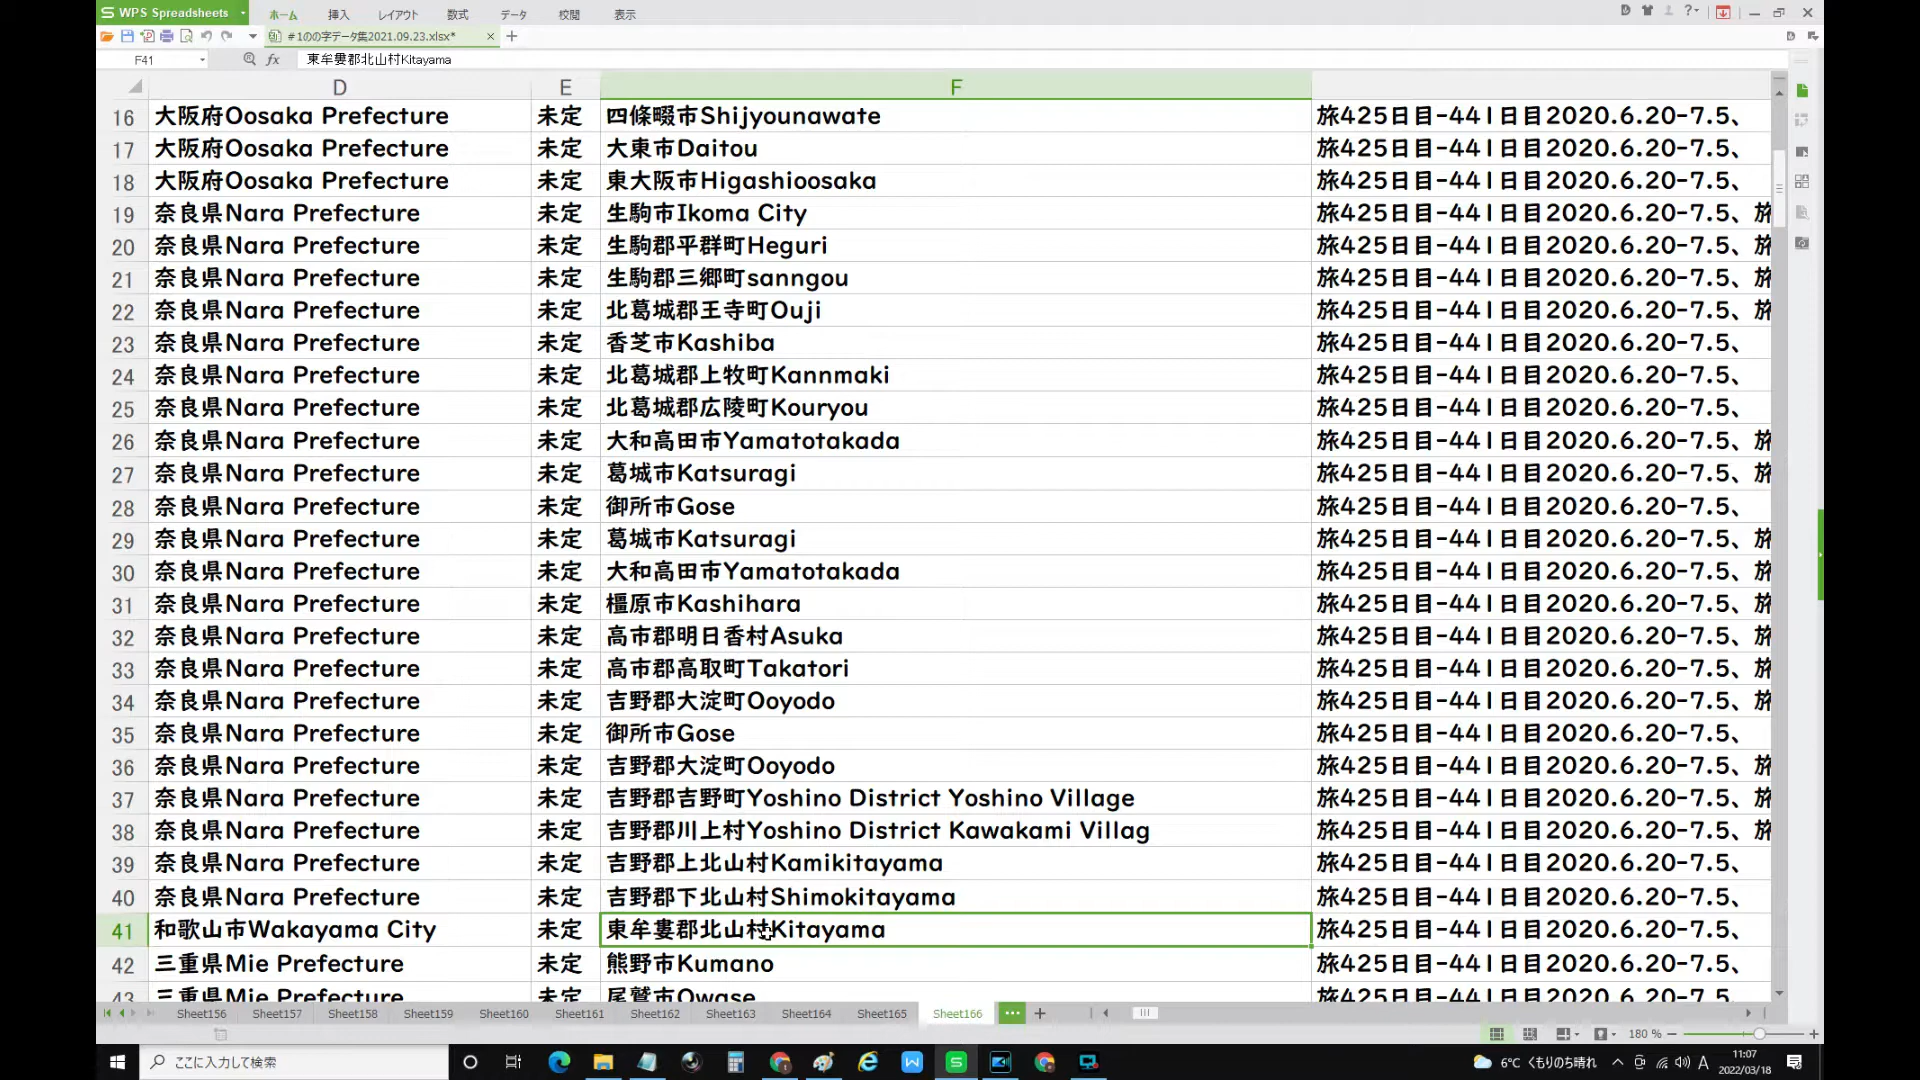 WPS Spreadsheets
ホーム 挿入 レイアウト 数式 データ 校閲 表示
#1のの字データ集2021.09.23.xlsx* × +
F41 fx 東牟婁郡北山村Kitayama
D E F
16 大阪府Oosaka Prefecture 未定 四條畷市Shijyounawate 旅425日目-441日目2020.6.20-7.5、
17 大阪府Oosaka Prefecture 未定 大東市Daitou 旅425日目-441日目2020.6.20-7.5、
18 大阪府Oosaka Prefecture 未定 東大阪市Higashioosaka 旅425日目-441日目2020.6.20-7.5、
19 奈良県Nara Prefecture 未定 生駒市Ikoma City 旅425日目-441日目2020.6.20-7.5、旅
20 奈良県Nara Prefecture 未定 生駒郡平群町Heguri 旅425日目-441日目2020.6.20-7.5、旅
21 奈良県Nara Prefecture 未定 生駒郡三郷町sanngou 旅425日目-441日目2020.6.20-7.5、旅
22 奈良県Nara Prefecture 未定 北葛城郡王寺町Ouji 旅425日目-441日目2020.6.20-7.5、旅
23 奈良県Nara Prefecture 未定 香芝市Kashiba 旅425日目-441日目2020.6.20-7.5、
24 奈良県Nara Prefecture 未定 北葛城郡上牧町Kannmaki 旅425日目-441日目2020.6.20-7.5、
25 奈良県Nara Prefecture 未定 北葛城郡広陵町Kouryou 旅425日目-441日目2020.6.20-7.5、
26 奈良県Nara Prefecture 未定 大和高田市Yamatotakada 旅425日目-441日目2020.6.20-7.5、旅
27 奈良県Nara Prefecture 未定 葛城市Katsuragi 旅425日目-441日目2020.6.20-7.5、旅
28 奈良県Nara Prefecture 未定 御所市Gose 旅425日目-441日目2020.6.20-7.5、
29 奈良県Nara Prefecture 未定 葛城市Katsuragi 旅425日目-441日目2020.6.20-7.5、旅
30 奈良県Nara Prefecture 未定 大和高田市Yamatotakada 旅425日目-441日目2020.6.20-7.5、旅
31 奈良県Nara Prefecture 未定 橿原市Kashihara 旅425日目-441日目2020.6.20-7.5、旅
32 奈良県Nara Prefecture 未定 高市郡明日香村Asuka 旅425日目-441日目2020.6.20-7.5、旅
33 奈良県Nara Prefecture 未定 高市郡高取町Takatori 旅425日目-441日目2020.6.20-7.5、旅
34 奈良県Nara Prefecture 未定 吉野郡大淀町Ooyodo 旅425日目-441日目2020.6.20-7.5、旅
35 奈良県Nara Prefecture 未定 御所市Gose 旅425日目-441日目2020.6.20-7.5、
36 奈良県Nara Prefecture 未定 吉野郡大淀町Ooyodo 旅425日目-441日目2020.6.20-7.5、旅
37 奈良県Nara Prefecture 未定 吉野郡吉野町Yoshino District Yoshino Village 旅425日目-441日目2020.6.20-7.5、旅
38 奈良県Nara Prefecture 未定 吉野郡川上村Yoshino District Kawakami Villag 旅425日目-441日目2020.6.20-7.5、旅
39 奈良県Nara Prefecture 未定 吉野郡上北山村Kamikitayama 旅425日目-441日目2020.6.20-7.5、
40 奈良県Nara Prefecture 未定 吉野郡下北山村Shimokitayama 旅425日目-441日目2020.6.20-7.5、
41 和歌山市Wakayama City 未定 東牟婁郡北山村Kitayama 旅425日目-441日目2020.6.20-7.5、
42 三重県Mie Prefecture 未定 熊野市Kumano 旅425日目-441日目2020.6.20-7.5、
43 三重県Mie Prefecture 未定 尾鷲市Owase 旅425日目-441日目2020.6.20-7.5、
Sheet156 Sheet157 Sheet158 Sheet159 Sheet160 Sheet161 Sheet162 Sheet163 Sheet164 Sheet165 Sheet166 ... +
180 %
ここに入力して検索
6°C くもりのち晴れ A 11:07
2022/03/18